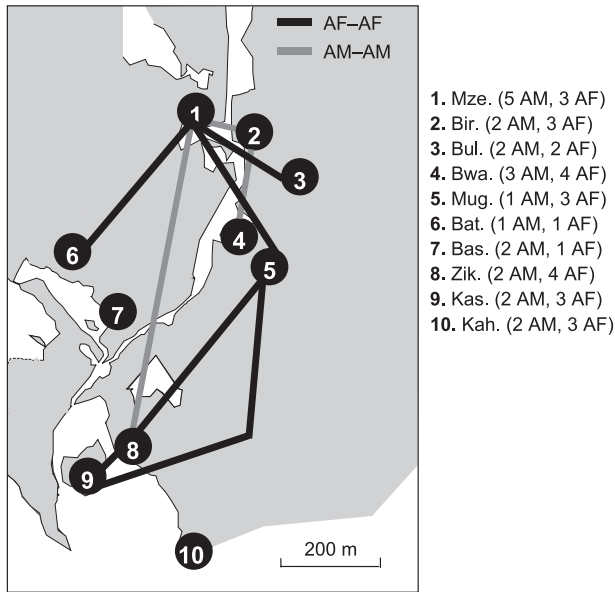 AF–AF
AM–AM
1
2
3
4
5
6
7
8
9
10
200 m
1. Mze. (5 AM, 3 AF)
2. Bir. (2 AM, 3 AF)
3. Bul. (2 AM, 2 AF)
4. Bwa. (3 AM, 4 AF)
5. Mug. (1 AM, 3 AF)
6. Bat. (1 AM, 1 AF)
7. Bas. (2 AM, 1 AF)
8. Zik. (2 AM, 4 AF)
9. Kas. (2 AM, 3 AF)
10. Kah. (2 AM, 3 AF)